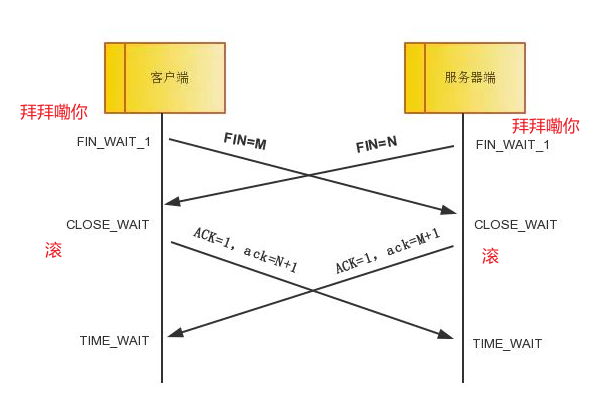 客户端
服务器端
拜拜嘞你
拜拜嘞你
FIN_WAIT_1
FIN=M
FIN=N
FIN_WAIT_1
CLOSE_WAIT
CLOSE_WAIT
滚
ACK=1, ack=N+1
ACK=1, ack=M+1
滚
TIME_WAIT
TIME_WAIT